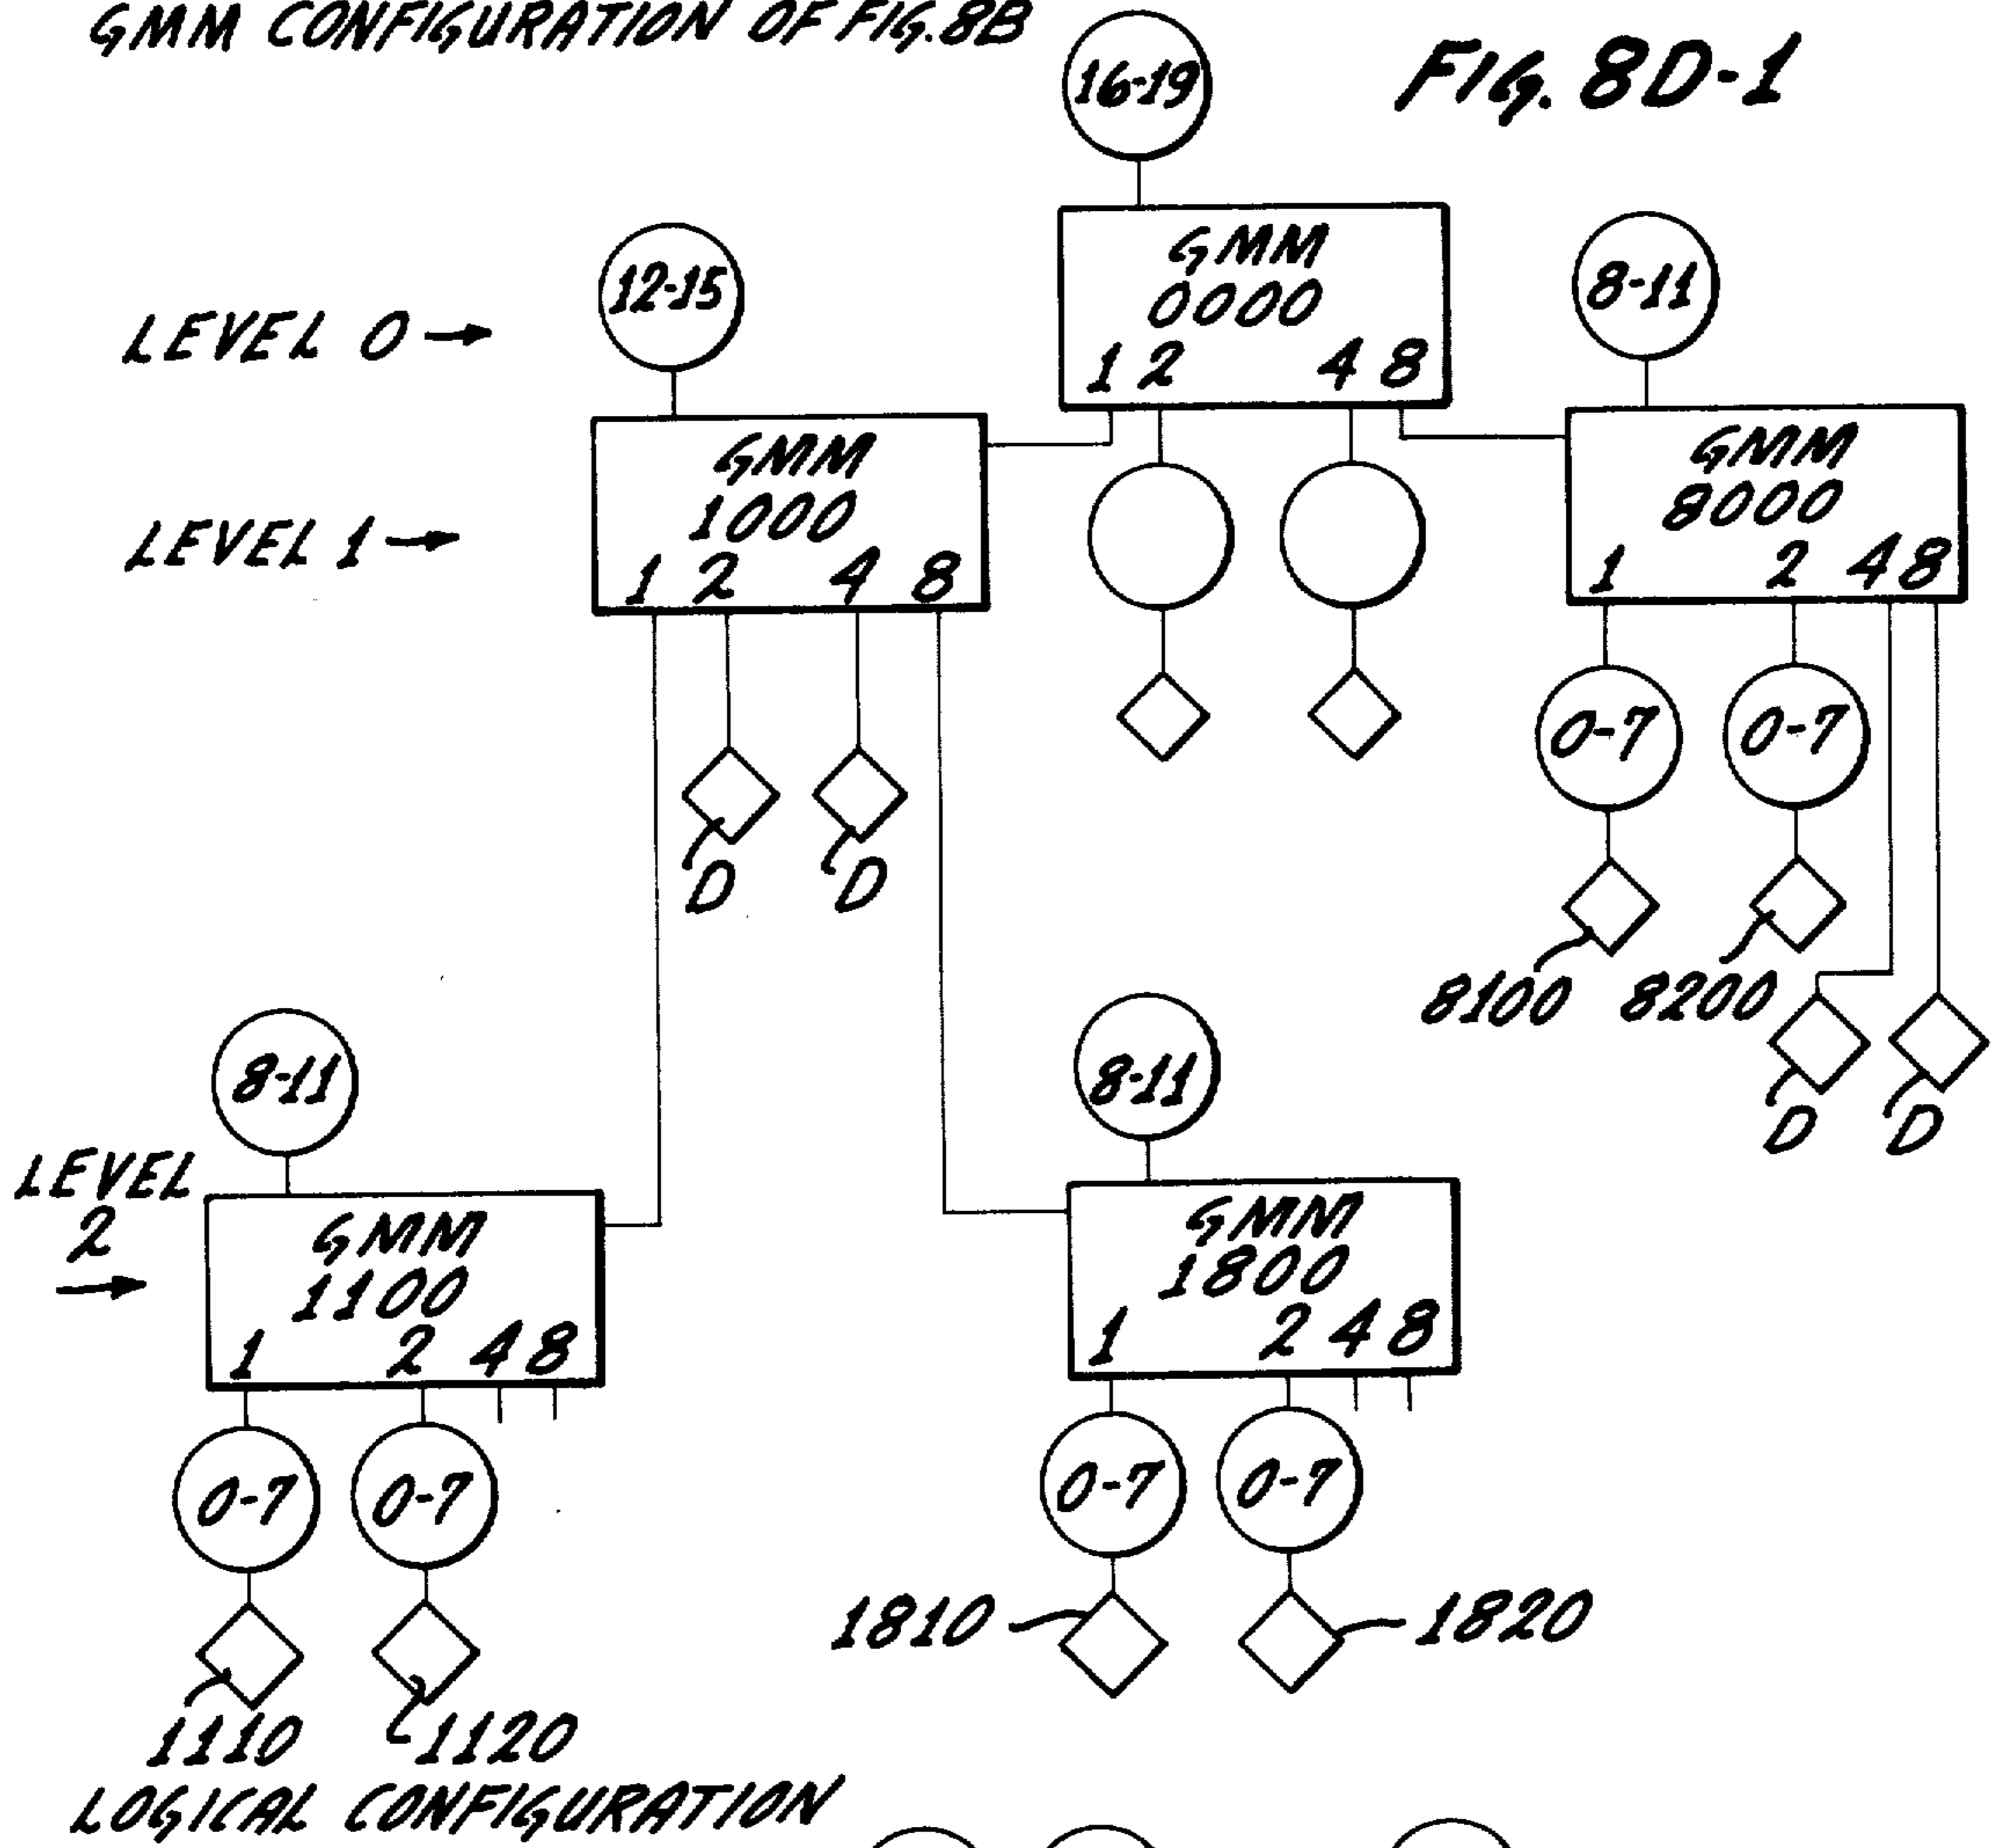 GMM CONFIGURATION OF FIG. 8B
FIG. 8D-1
16-19
GMM
0000
1 2 4 8
LEVEL 0
12-15
8-11
LEVEL 1
GMM
1000
1 2 4 8
GMM
8000
1 2 4 8
0-7
0-7
D
D
8100
8200
D
D
LEVEL
2
8-11
8-11
GMM
1100
1 2 4 8
GMM
1800
1 2 4 8
0-7
0-7
0-7
0-7
1810
1820
1110
1120
LOGICAL CONFIGURATION